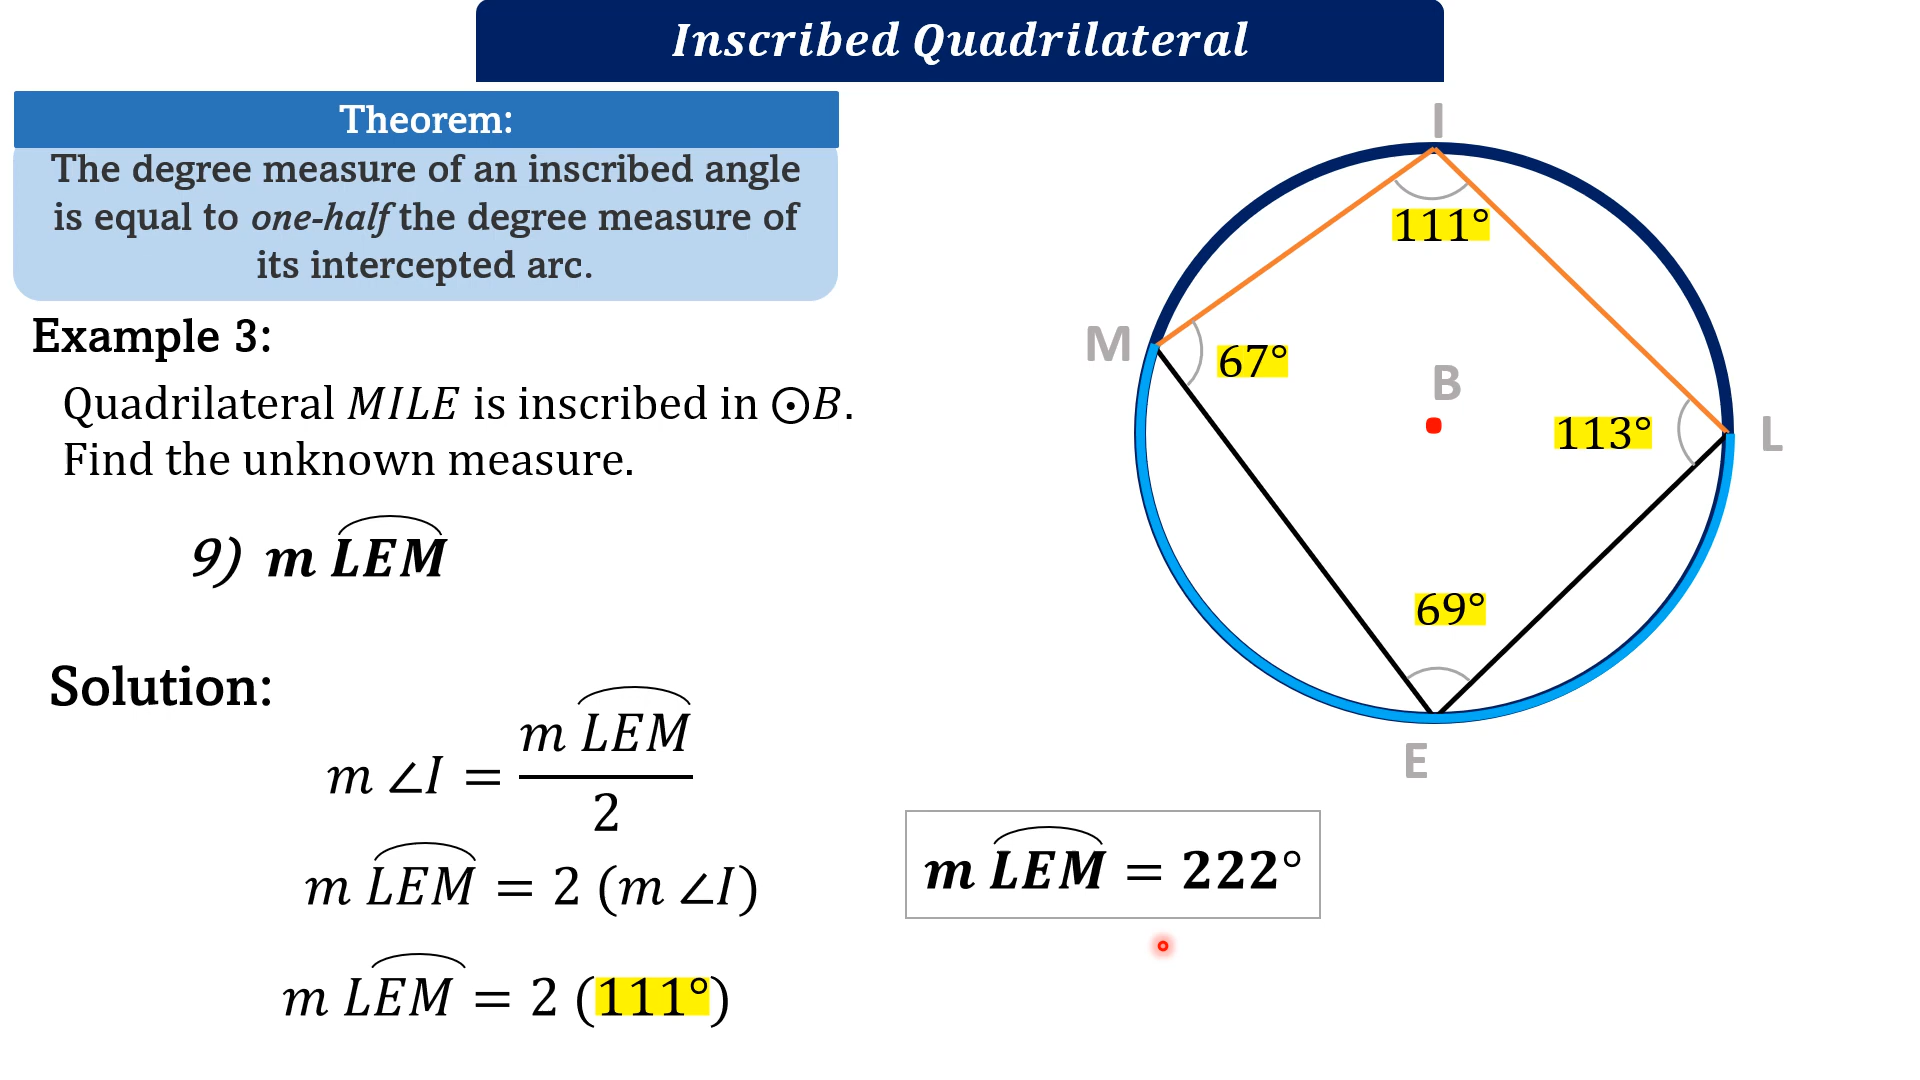 Inscribed Quadrilateral
Theorem:
The degree measure of an inscribed angle
is equal to one-half the degree measure of
its intercepted arc.
Example 3:
Quadrilateral MILE is inscribed in ⊙B.
Find the unknown measure.
9) m LEM
Solution:
m ∠I = m LEM / 2
m LEM = 2 (m ∠I)
m LEM = 2 (111°)
m LEM = 222°
I
111°
M
67°
B
113°
L
69°
E